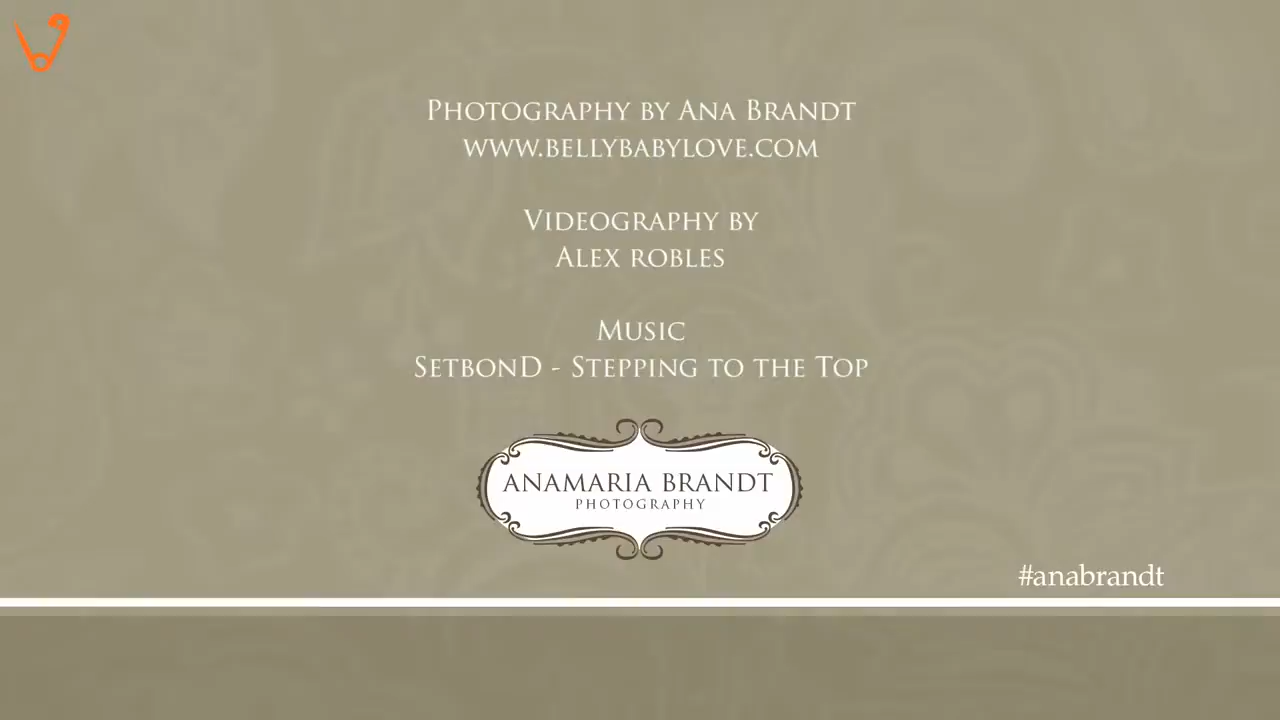 Photography by Ana Brandt
www.bellybabylove.com
Videography by
Alex robles
Music
SetbonD - Stepping to the Top
ANAMARIA BRANDT
PHOTOGRAPHY
#anabrandt